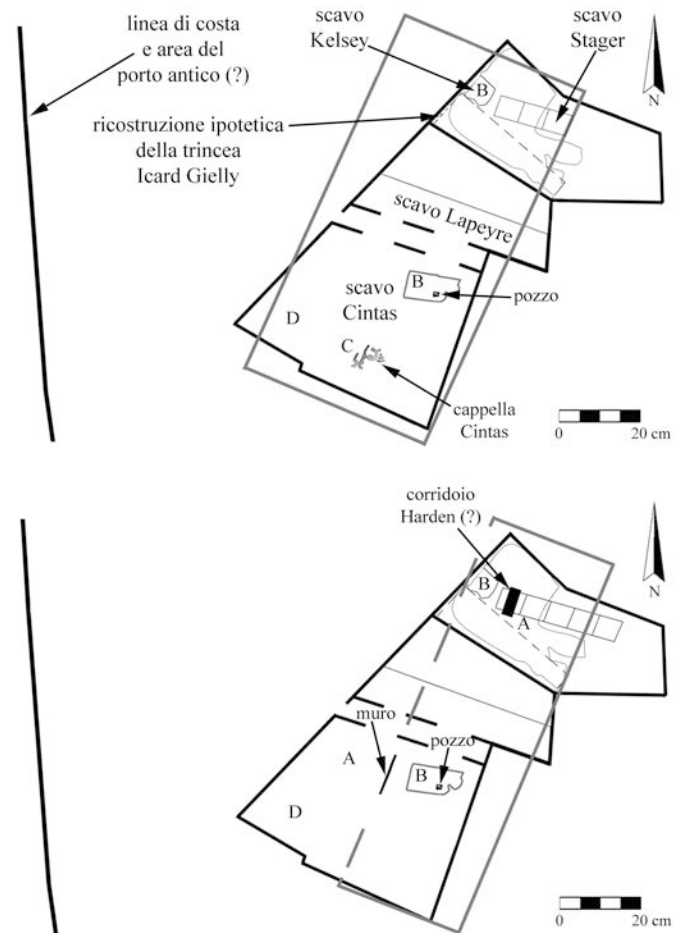 linea di costa
e area del
porto antico (?)
scavo
Kelsey
scavo
Stager
B
N
ricostruzione ipotetica
della trincea
Icard Gielly
scavo Lapeyre
B
scavo
Cintas
pozzo
D
C
cappella
Cintas
0 20 cm
corridoio
Harden (?)
N
B
A
muro
pozzo
A
B
D
0 20 cm